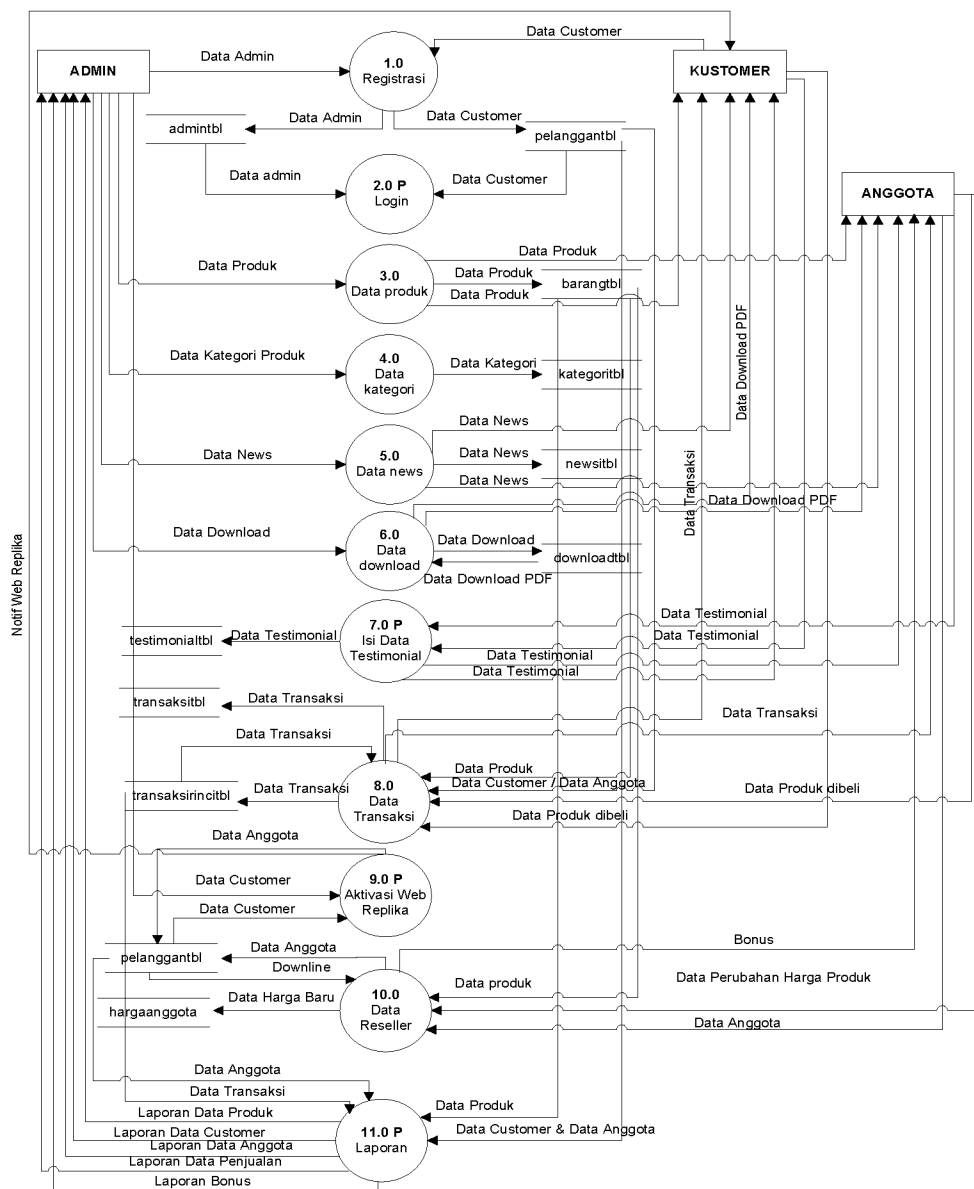 Data Customer
ADMIN
Data Admin
1.0
Registrasi
KUSTOMER
Data Admin
Data Customer
admintbl
pelanggantbl
Data admin
2.0 P
Login
Data Customer
ANGGOTA
Data Produk
Data Produk
3.0
Data produk
Data Produk
Data Produk
barangtbl
Data Download PDF
Data Kategori Produk
4.0
Data
kategori
Data Kategori
kategoritbl
Data News
Data News
5.0
Data news
Data News
Data News
newsitbl
Data Transaksi
Data Download PDF
Data Download
6.0
Data
download
Data Download
Data Download PDF
downloadtbl
Notif Web Replika
7.0 P
Isi Data
Testimonial
Data Testimonial
testimonialtbl
Data Testimonial
Data Testimonial
Data Testimonial
Data Testimonial
transaksitbl
Data Transaksi
Data Transaksi
Data Transaksi
Data Produk
8.0
Data
Transaksi
Data Customer / Data Anggota
transaksirincitbl
Data Transaksi
Data Produk dibeli
Data Produk dibeli
Data Anggota
9.0 P
Aktivasi Web
Replika
Data Customer
Data Customer
pelanggantbl
Data Anggota
Bonus
Downline
10.0
Data
Reseller
Data produk
Data Perubahan Harga Produk
hargaanggota
Data Harga Baru
Data Anggota
Data Anggota
Data Transaksi
Laporan Data Produk
Data Produk
Laporan Data Customer
11.0 P
Laporan
Data Customer & Data Anggota
Laporan Data Anggota
Laporan Data Penjualan
Laporan Bonus